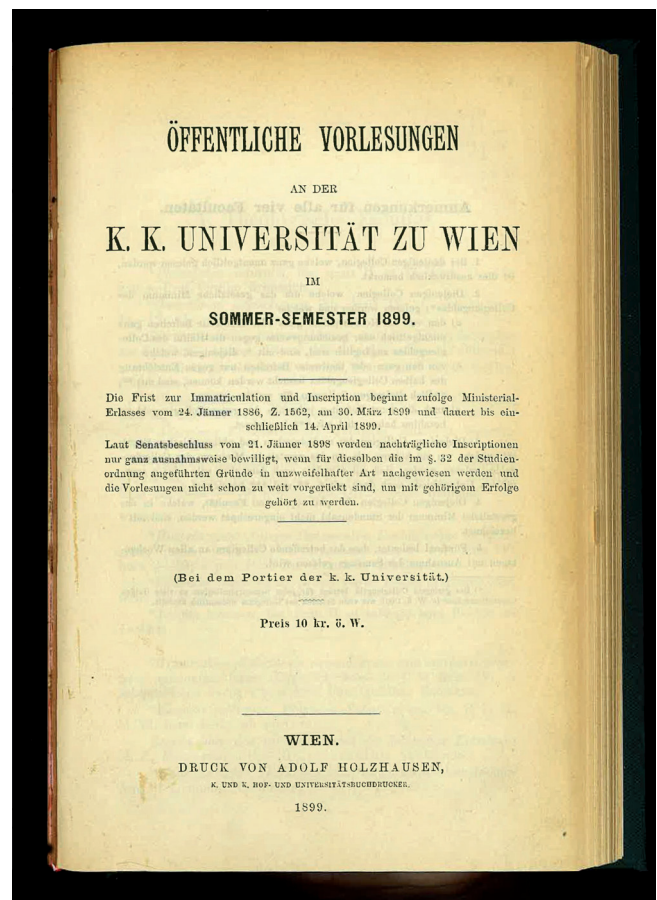 ÖFFENTLICHE VORLESUNGEN
AN DER
K. K. UNIVERSITÄT ZU WIEN
IM
SOMMER-SEMESTER 1899.
Die Frist zur Immatriculation und Inscription beginnt zufolge Ministerial-
Erlasses vom 24. Jänner 1886, Z. 1562, am 30. März 1899 und dauert bis ein-
schließlich 14. April 1899.
Laut Senatsbeschluss vom 21. Jänner 1898 werden nachträgliche Inscriptionen
nur ganz ausnahmsweise bewilligt, wenn für dieselben die im §. 32 der Studien-
ordnung angeführten Gründe in unzweifelhafter Art nachgewiesen werden und
die Vorlesungen nicht schon zu weit vorgerückt sind, um mit gehörigem Erfolge
gehört zu werden.
(Bei dem Portier der k. k. Universität.)
Preis 10 kr. ö. W.
WIEN.
DRUCK VON ADOLF HOLZHAUSEN,
K. UND K. HOF- UND UNIVERSITÄTSBUCHDRUCKER.
1899.